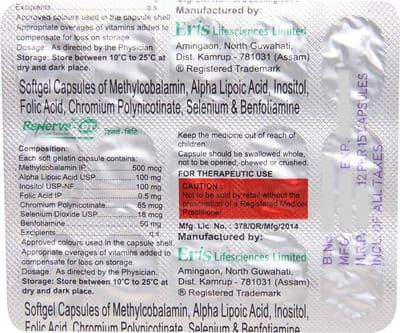 Excipients q.s.
Approved colours used in the capsule shell
Appropriate overages of vitamins added to
compensate for loss on storage.
Dosage: As directed by the Physician.
Storage: Store between 10°C to 25°C at
dry and dark place.
Manufactured by:
Eris Lifesciences Limited
Amingaon, North Guwahati,
Dist. Kamrup - 781031 (Assam)
® Registered Trademark
Softgel Capsules of Methylcobalamin, Alpha Lipoic Acid, Inositol,
Folic Acid, Chromium Polynicotinate, Selenium & Benfotiamine
Composition:
Each soft gelatin capsule contains:
Methylcobalamin IP 500 mcg
Alpha Lipoic Acid USP 100 mg
Inositol USP-NF 100 mg
Folic Acid IP 0.5 mg
Chromium Polynicotinate 65 mcg
Selenium Dioxide USP 18 mcg
Benfotiamine 50 mg
Excipients q.s.
Approved colours used in the capsule shell.
Appropriate overages of vitamins added to
compensate for loss on storage.
Dosage: As directed by the Physician.
Storage: Store between 10°C to 25°C at
dry and dark place.
Keep the medicine out of reach of
children.
Capsule should be swallowed whole,
not to be opened, chewed or crushed.
FOR THERAPEUTIC USE
CAUTION :
Not to be sold by retail without the
prescription of a Registered Medical
Practitioner.
Mfg. Lic. No. : 378/DR/Mfg/2014
Manufactured by:
Eris Lifesciences Limited
Amingaon, North Guwahati,
Dist. Kamrup - 781031 (Assam)
® Registered Trademark
Softgel Capsules of Methylcobalamin, Alpha Lipoic Acid, Inositol,
Folic Acid, Chromium Polynicotinate, Selenium & Benfotiamine
B.No.
MFG.
EXP.
M.R.P.
CAPSULES
INCL. OF ALL TAXES